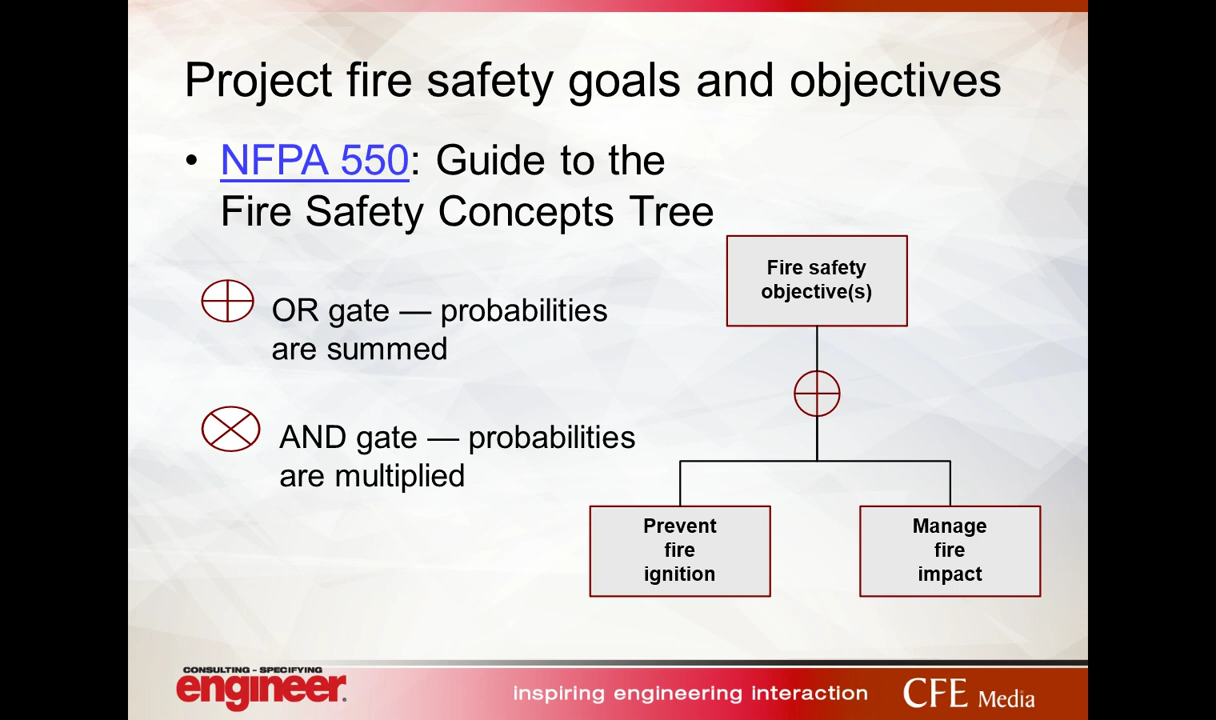 Project fire safety goals and objectives
• NFPA 550: Guide to the
Fire Safety Concepts Tree
OR gate — probabilities
are summed
AND gate — probabilities
are multiplied
Fire safety
objective(s)
Prevent
fire
ignition
Manage
fire
impact
CONSULTING - SPECIFYING
engineer.
inspiring engineering interaction
CFE Media